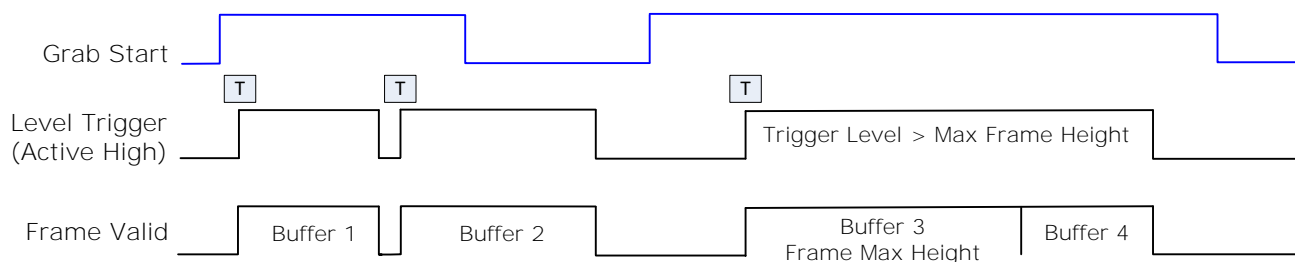 Grab Start
T
T
T
Level Trigger
(Active High)
Trigger Level > Max Frame Height
Frame Valid
Buffer 1
Buffer 2
Buffer 3
Frame Max Height
Buffer 4